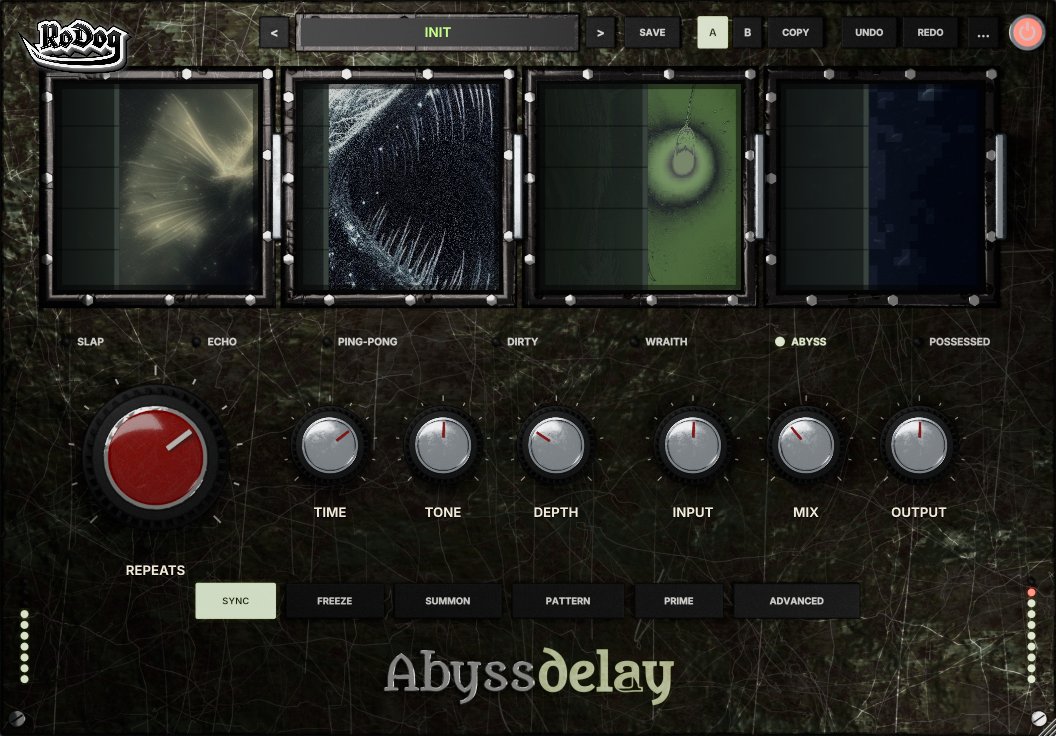 RoDog
<
INIT
>
SAVE
A
B
COPY
UNDO
REDO
...
SLAP
ECHO
PING-PONG
DIRTY
WRAITH
ABYSS
POSSESSED
TIME
TONE
DEPTH
INPUT
MIX
OUTPUT
REPEATS
SYNC
FREEZE
SUMMON
PATTERN
PRIME
ADVANCED
Abyssdelay